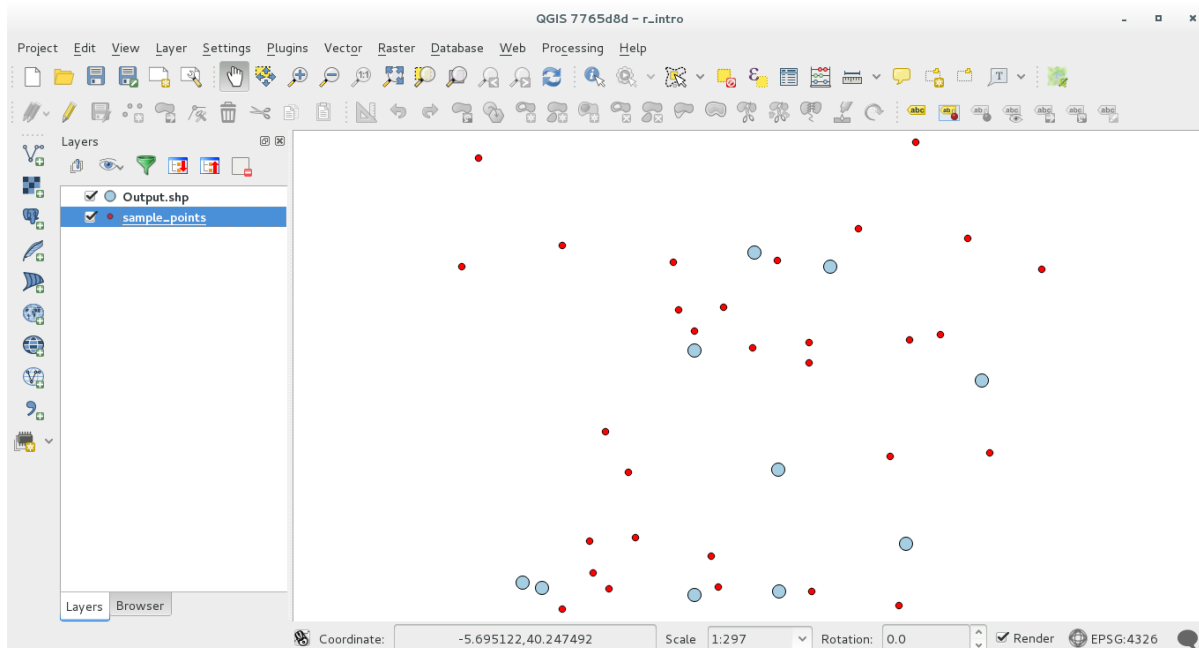 QGIS 7765d8d – r_intro
Project Edit View Layer Settings Plugins Vector Raster Database Web Processing Help
Layers
Output.shp
sample_points
Layers Browser
Coordinate: -5.695122,40.247492 Scale 1:297 Rotation: 0.0 Render EPSG:4326